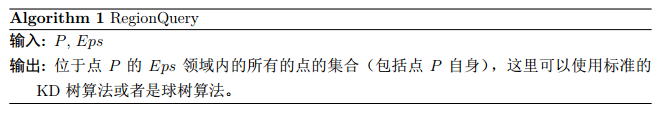 Algorithm 1 RegionQuery
输入: P, Eps
输出: 位于点 P 的 Eps 领域内的所有的点的集合（包括点 P 自身），这里可以使用标准的
KD 树算法或者是球树算法。